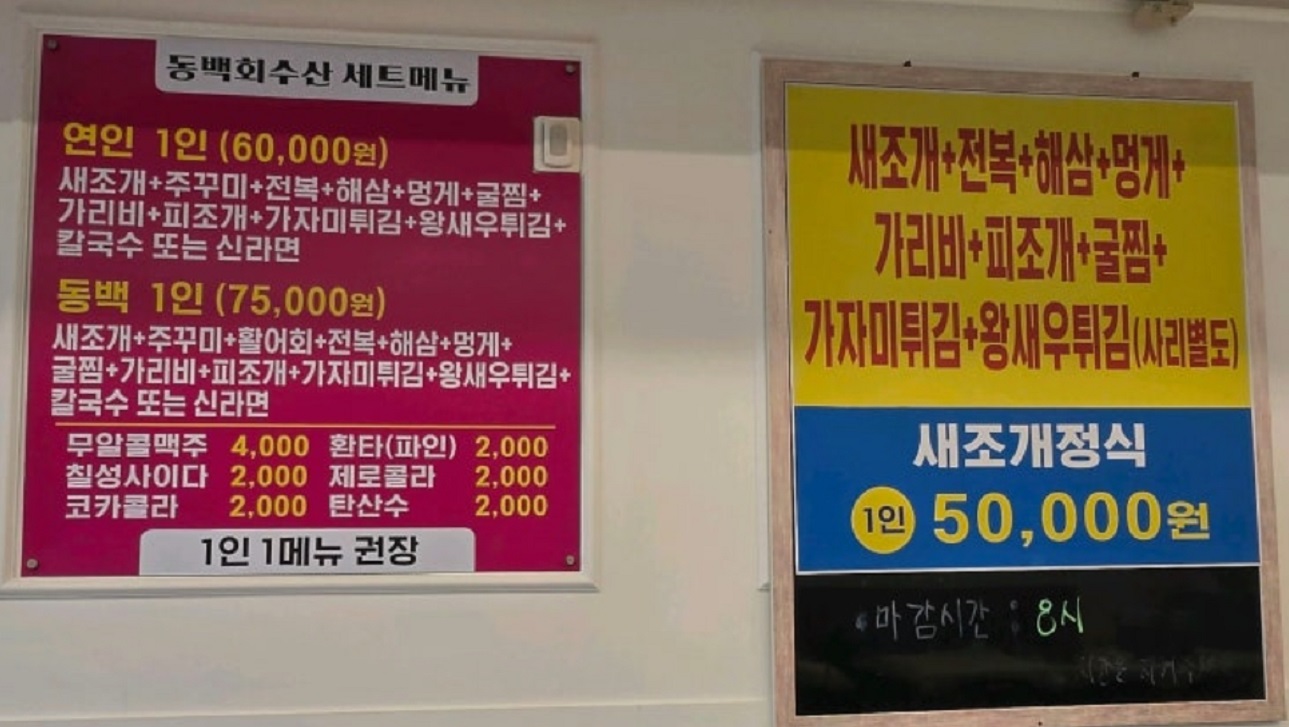 동백회수산 세트메뉴
연인 1인 (60,000원)
새조개+주꾸미+전복+해삼+멍게+굴찜+
가리비+피조개+가자미튀김+왕새우튀김+
칼국수 또는 신라면
동백 1인 (75,000원)
새조개+주꾸미+활어회+전복+해삼+멍게+
굴찜+가리비+피조개+가자미튀김+왕새우튀김+
칼국수 또는 신라면
무알콜맥주 4,000 환타(파인) 2,000
칠성사이다 2,000 제로콜라 2,000
코카콜라 2,000 탄산수 2,000
1인 1메뉴 권장
새조개+전복+해삼+멍게+
가리비+피조개+굴찜+
가자미튀김+왕새우튀김(사리별도)
새조개정식
1인 50,000원
마감시간 : 8시